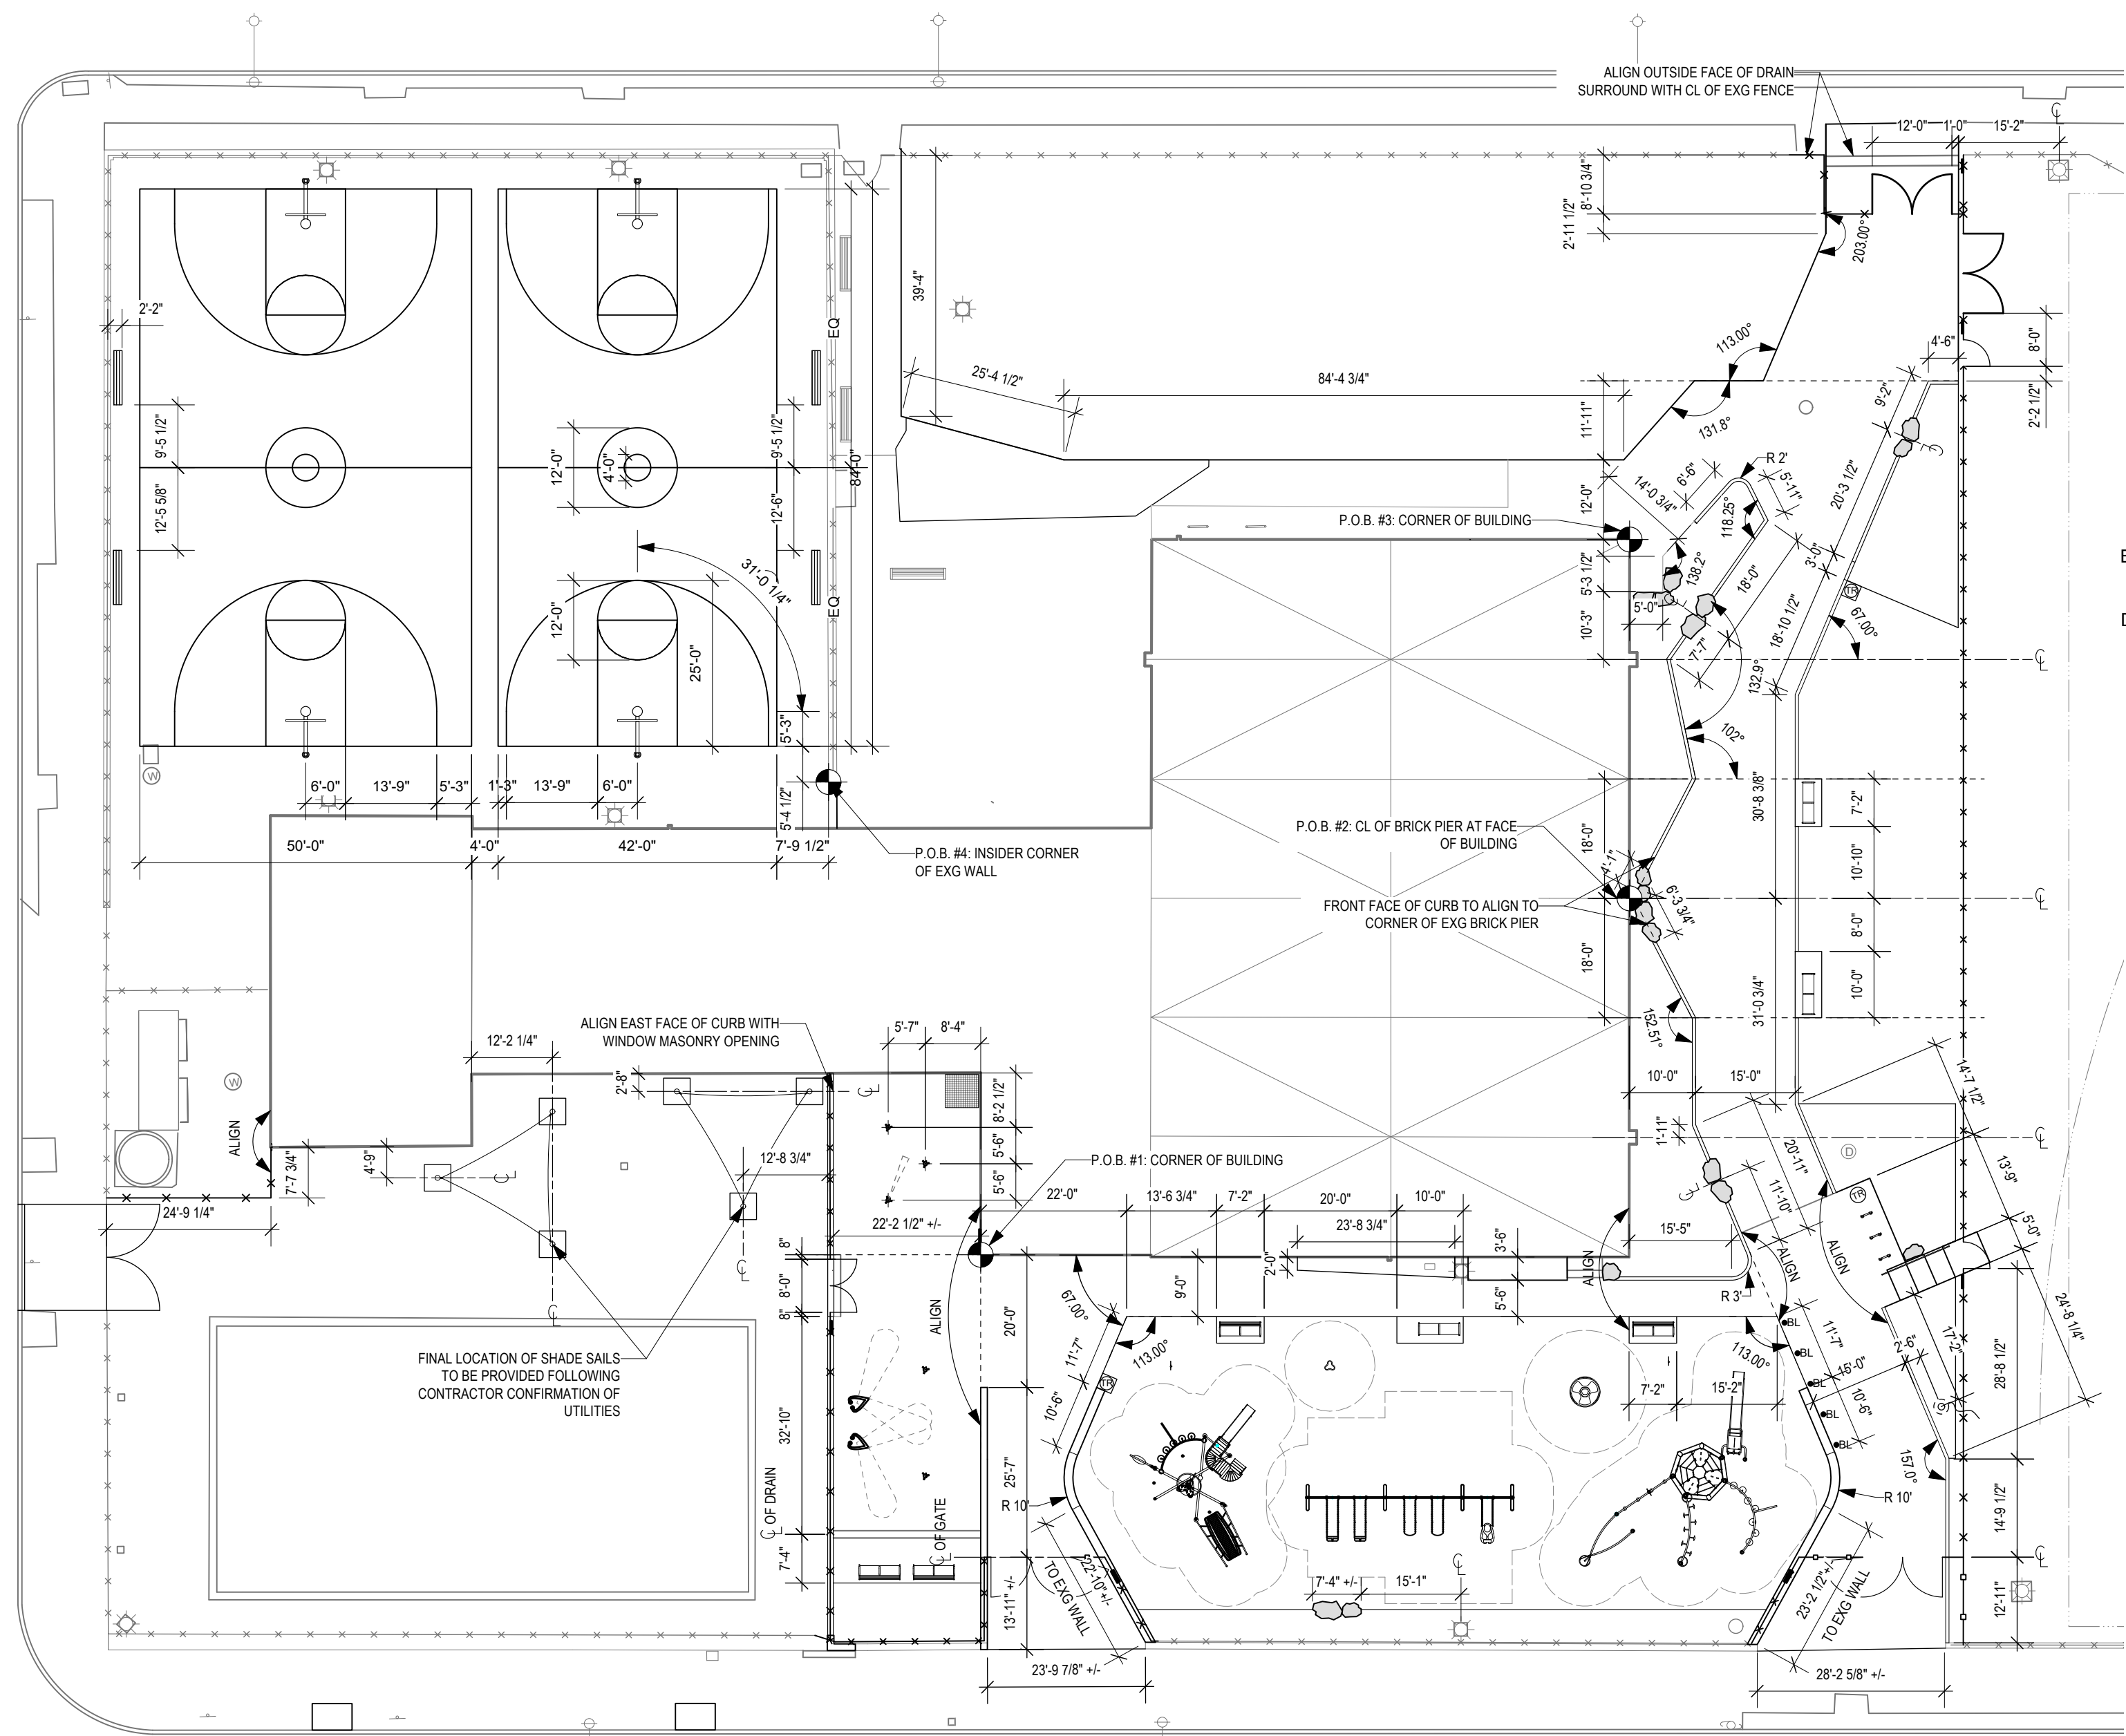 ALIGN OUTSIDE FACE OF DRAIN
SURROUND WITH CL OF EXG FENCE
12'-0" 1'-0" 15'-2"
8'-10 3/4"
2'-11 1/2"
203.00°
2'-2"
39'-4"
EQ
113.00°
4'-6"
8'-0"
25'-4 1/2"
84'-4 3/4"
9'-2"
2'-2 1/2"
9'-5 1/2"
12'-0"
4'-0"
9'-5 1/2"
84'-0"
11'-11"
131.8°
R 2'
12'-5 5/8"
12'-6"
12'-0"
14'-0 3/4"
6'-6"
5'-11"
20'-3 1/2"
P.O.B. #3: CORNER OF BUILDING
118.25°
31'-0 1/4"
5'-3 1/2"
138.2°
18'-0"
3'-0"
TR
12'-0"
EQ
5'-0"
67.00°
10'-3"
18'-10 1/2"
25'-0"
7'-7"
132.9°
5'-3"
102°
W
6'-0" 13'-9" 5'-3" 1'-3" 13'-9" 6'-0"
5'-4 1/2"
30'-8 3/8"
7'-2"
50'-0" 4'-0" 42'-0" 7'-9 1/2"
P.O.B. #4: INSIDER CORNER
OF EXG WALL
P.O.B. #2: CL OF BRICK PIER AT FACE
OF BUILDING
18'-0"
4'-1"
10'-10"
FRONT FACE OF CURB TO ALIGN TO
CORNER OF EXG BRICK PIER
6'-3 3/4"
8'-0"
18'-0"
10'-0"
31'-0 3/4"
152.51°
ALIGN EAST FACE OF CURB WITH
WINDOW MASONRY OPENING
5'-7" 8'-4"
12'-2 1/4"
W
2'-8"
10'-0" 15'-0"
14'-7 1/2"
8'-2 1/2"
1'-11"
ALIGN
5'-6"
20'-11"
D
13'-9"
4'-9"
12'-8 3/4"
P.O.B. #1: CORNER OF BUILDING
7'-7 3/4"
5'-6"
11'-10"
TR
24'-9 1/4"
22'-0" 13'-6 3/4" 7'-2" 20'-0" 10'-0"
22'-2 1/2" +/-
23'-8 3/4"
15'-5"
5'-0"
8"
3'-6"
2'-0"
ALIGN
ALIGN
ALIGN
8'-0"
9'-0"
5'-6"
R 3'
67.00°
8"
ALIGN
20'-0"
24'-8 1/4"
FINAL LOCATION OF SHADE SAILS
TO BE PROVIDED FOLLOWING
CONTRACTOR CONFIRMATION OF
UTILITIES
11'-7"
113.00°
113.00°
BL
11'-7"
2'-6"
17'-2"
BL
15'-0"
28'-8 1/2"
TR
7'-2" 15'-2"
BL
10'-6"
10'-6"
BL
32'-10"
BL
25'-7"
157.0°
R 10'
R 10'
OF DRAIN
OF GATE
14'-9 1/2"
7'-4"
22'-10" +/-
TO EXG WALL
7'-4" +/- 15'-1"
23'-2 1/2" +/-
TO EXG WALL
13'-11" +/-
12'-11"
23'-9 7/8" +/-
28'-2 5/8" +/-